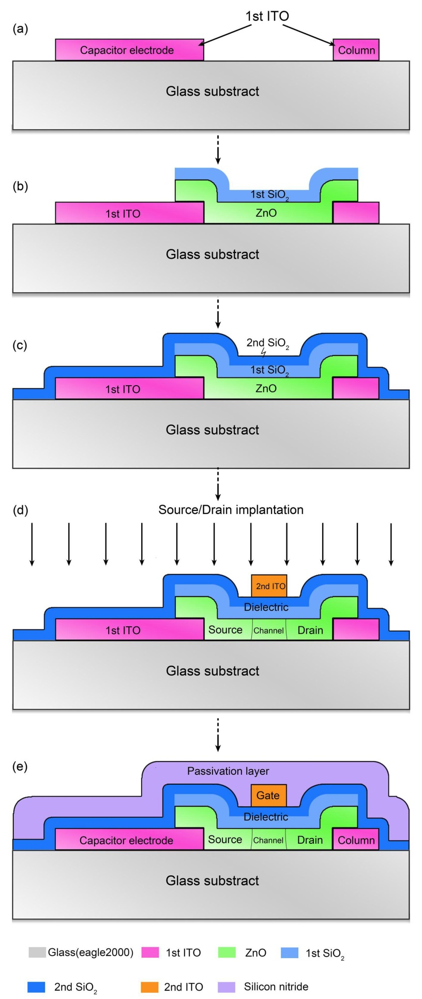 1st ITO
(a)
Capacitor electrode
Column
Glass substract
(b)
1st SiO₂
1st ITO
ZnO
Glass substract
(c)
2nd SiO₂
1st SiO₂
1st ITO
ZnO
Glass substract
(d)
Source/Drain implantation
2nd ITO
Dielectric
1st ITO
Source
Channel
Drain
Glass substract
(e)
Passivation layer
Gate
Dielectric
Capacitor electrode
Source
Channel
Drain
Column
Glass substract
Glass(eagle2000)
1st ITO
ZnO
1st SiO₂
2nd SiO₂
2nd ITO
Silicon nitride